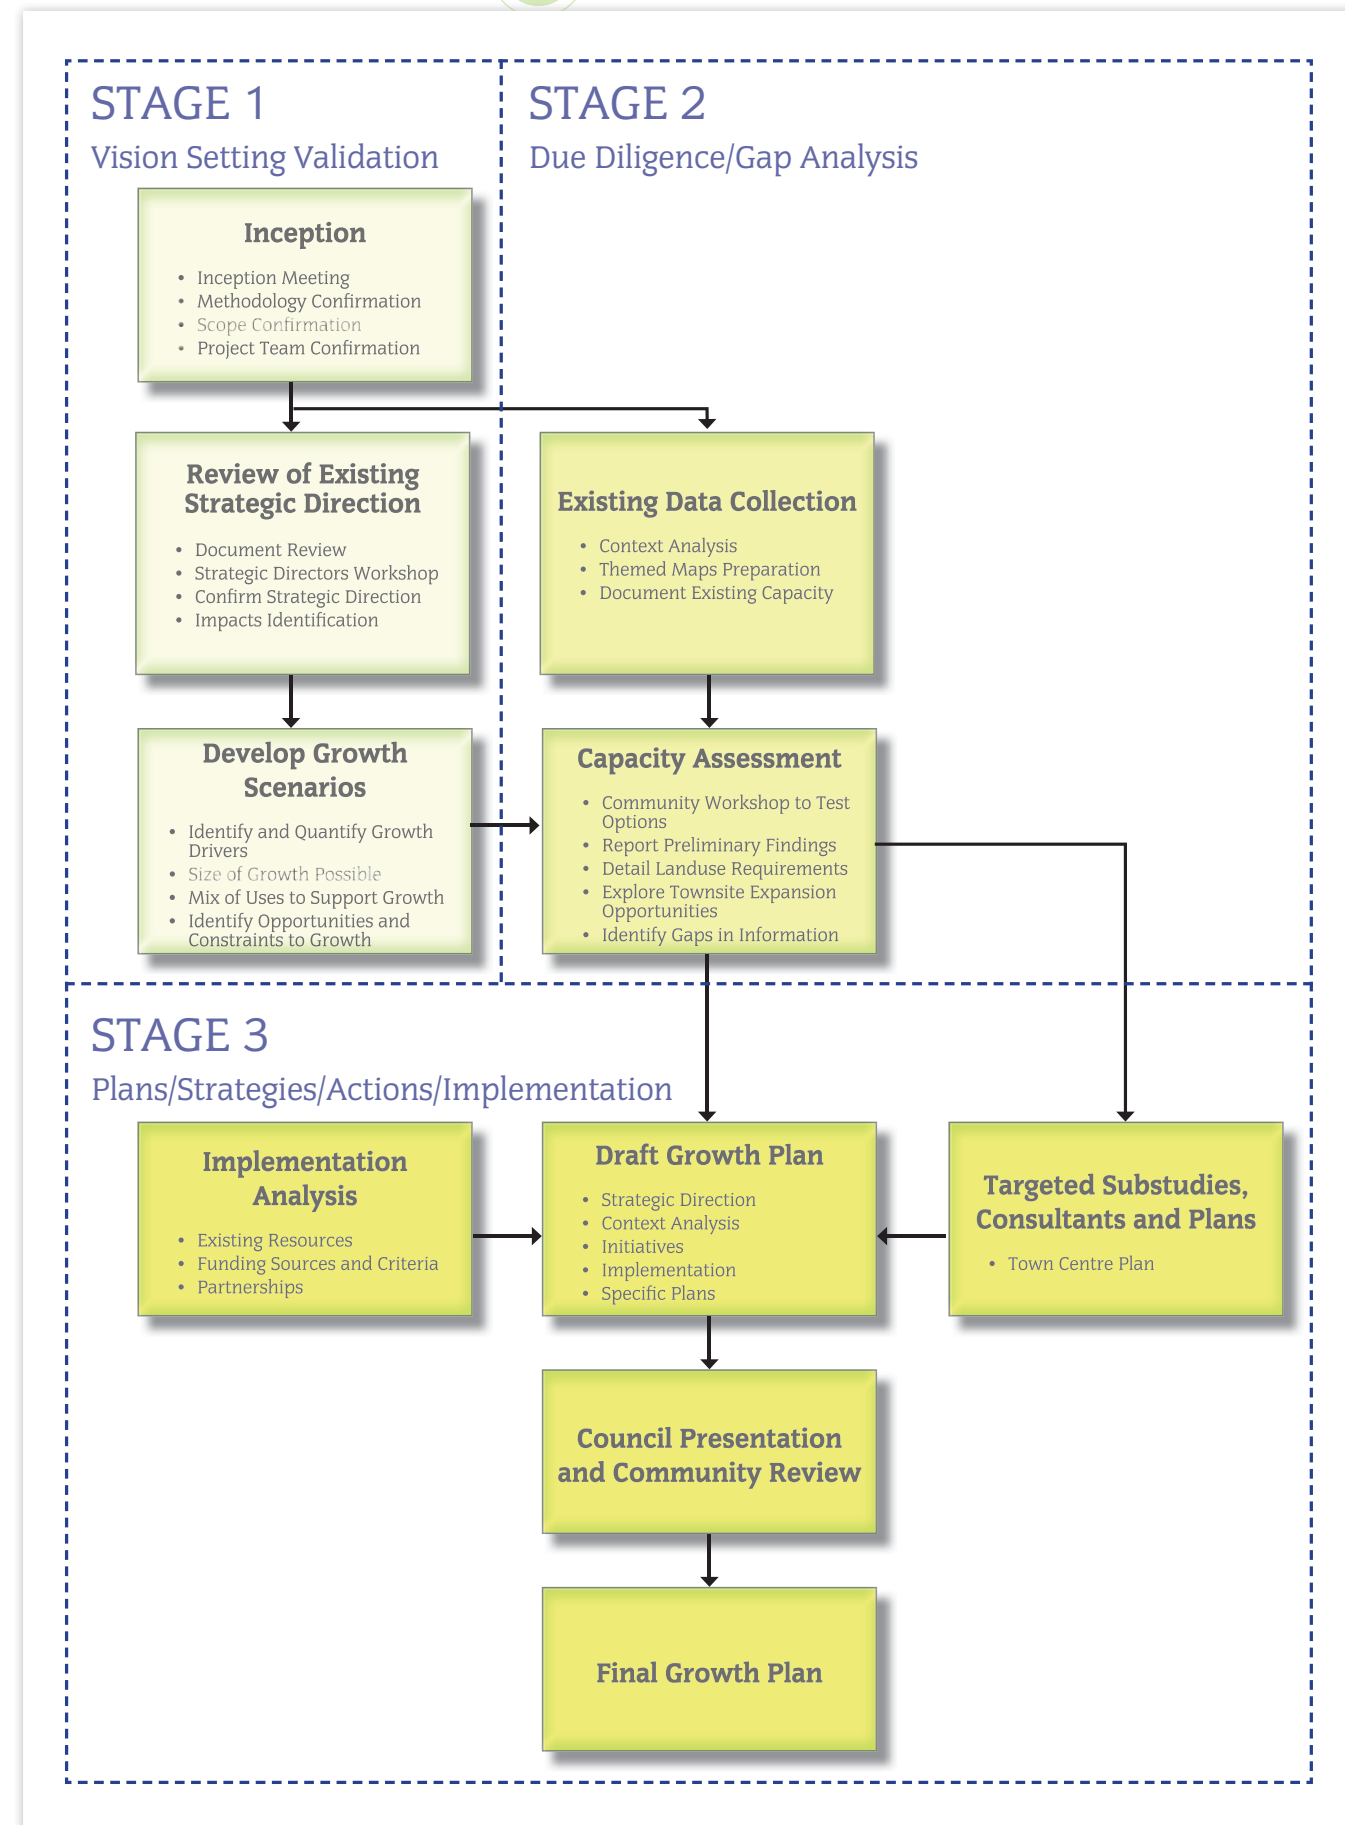 STAGE 1
Vision Setting Validation
Inception
• Inception Meeting
• Methodology Confirmation
• Scope Confirmation
• Project Team Confirmation
Review of Existing
Strategic Direction
• Document Review
• Strategic Directors Workshop
• Confirm Strategic Direction
• Impacts Identification
Develop Growth
Scenarios
• Identify and Quantify Growth
Drivers
• Size of Growth Possible
• Mix of Uses to Support Growth
• Identify Opportunities and
Constraints to Growth
STAGE 2
Due Diligence/Gap Analysis
Existing Data Collection
• Context Analysis
• Themed Maps Preparation
• Document Existing Capacity
Capacity Assessment
• Community Workshop to Test
Options
• Report Preliminary Findings
• Detail Landuse Requirements
• Explore Townsite Expansion
Opportunities
• Identify Gaps in Information
STAGE 3
Plans/Strategies/Actions/Implementation
Implementation
Analysis
• Existing Resources
• Funding Sources and Criteria
• Partnerships
Draft Growth Plan
• Strategic Direction
• Context Analysis
• Initiatives
• Implementation
• Specific Plans
Targeted Substudies,
Consultants and Plans
• Town Centre Plan
Council Presentation
and Community Review
Final Growth Plan